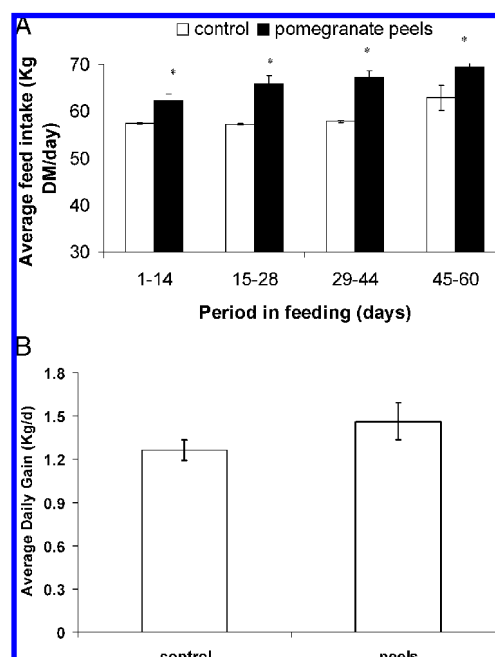 A
control pomegranate peels
Average feed intake (Kg
DM/day)
70
60
50
40
30
* * * *
1-14 15-28 29-44 45-60
Period in feeding (days)
B
Average Daily Gain (Kg/d)
1.8
1.5
1.2
0.9
0.6
0.3
0
control peels